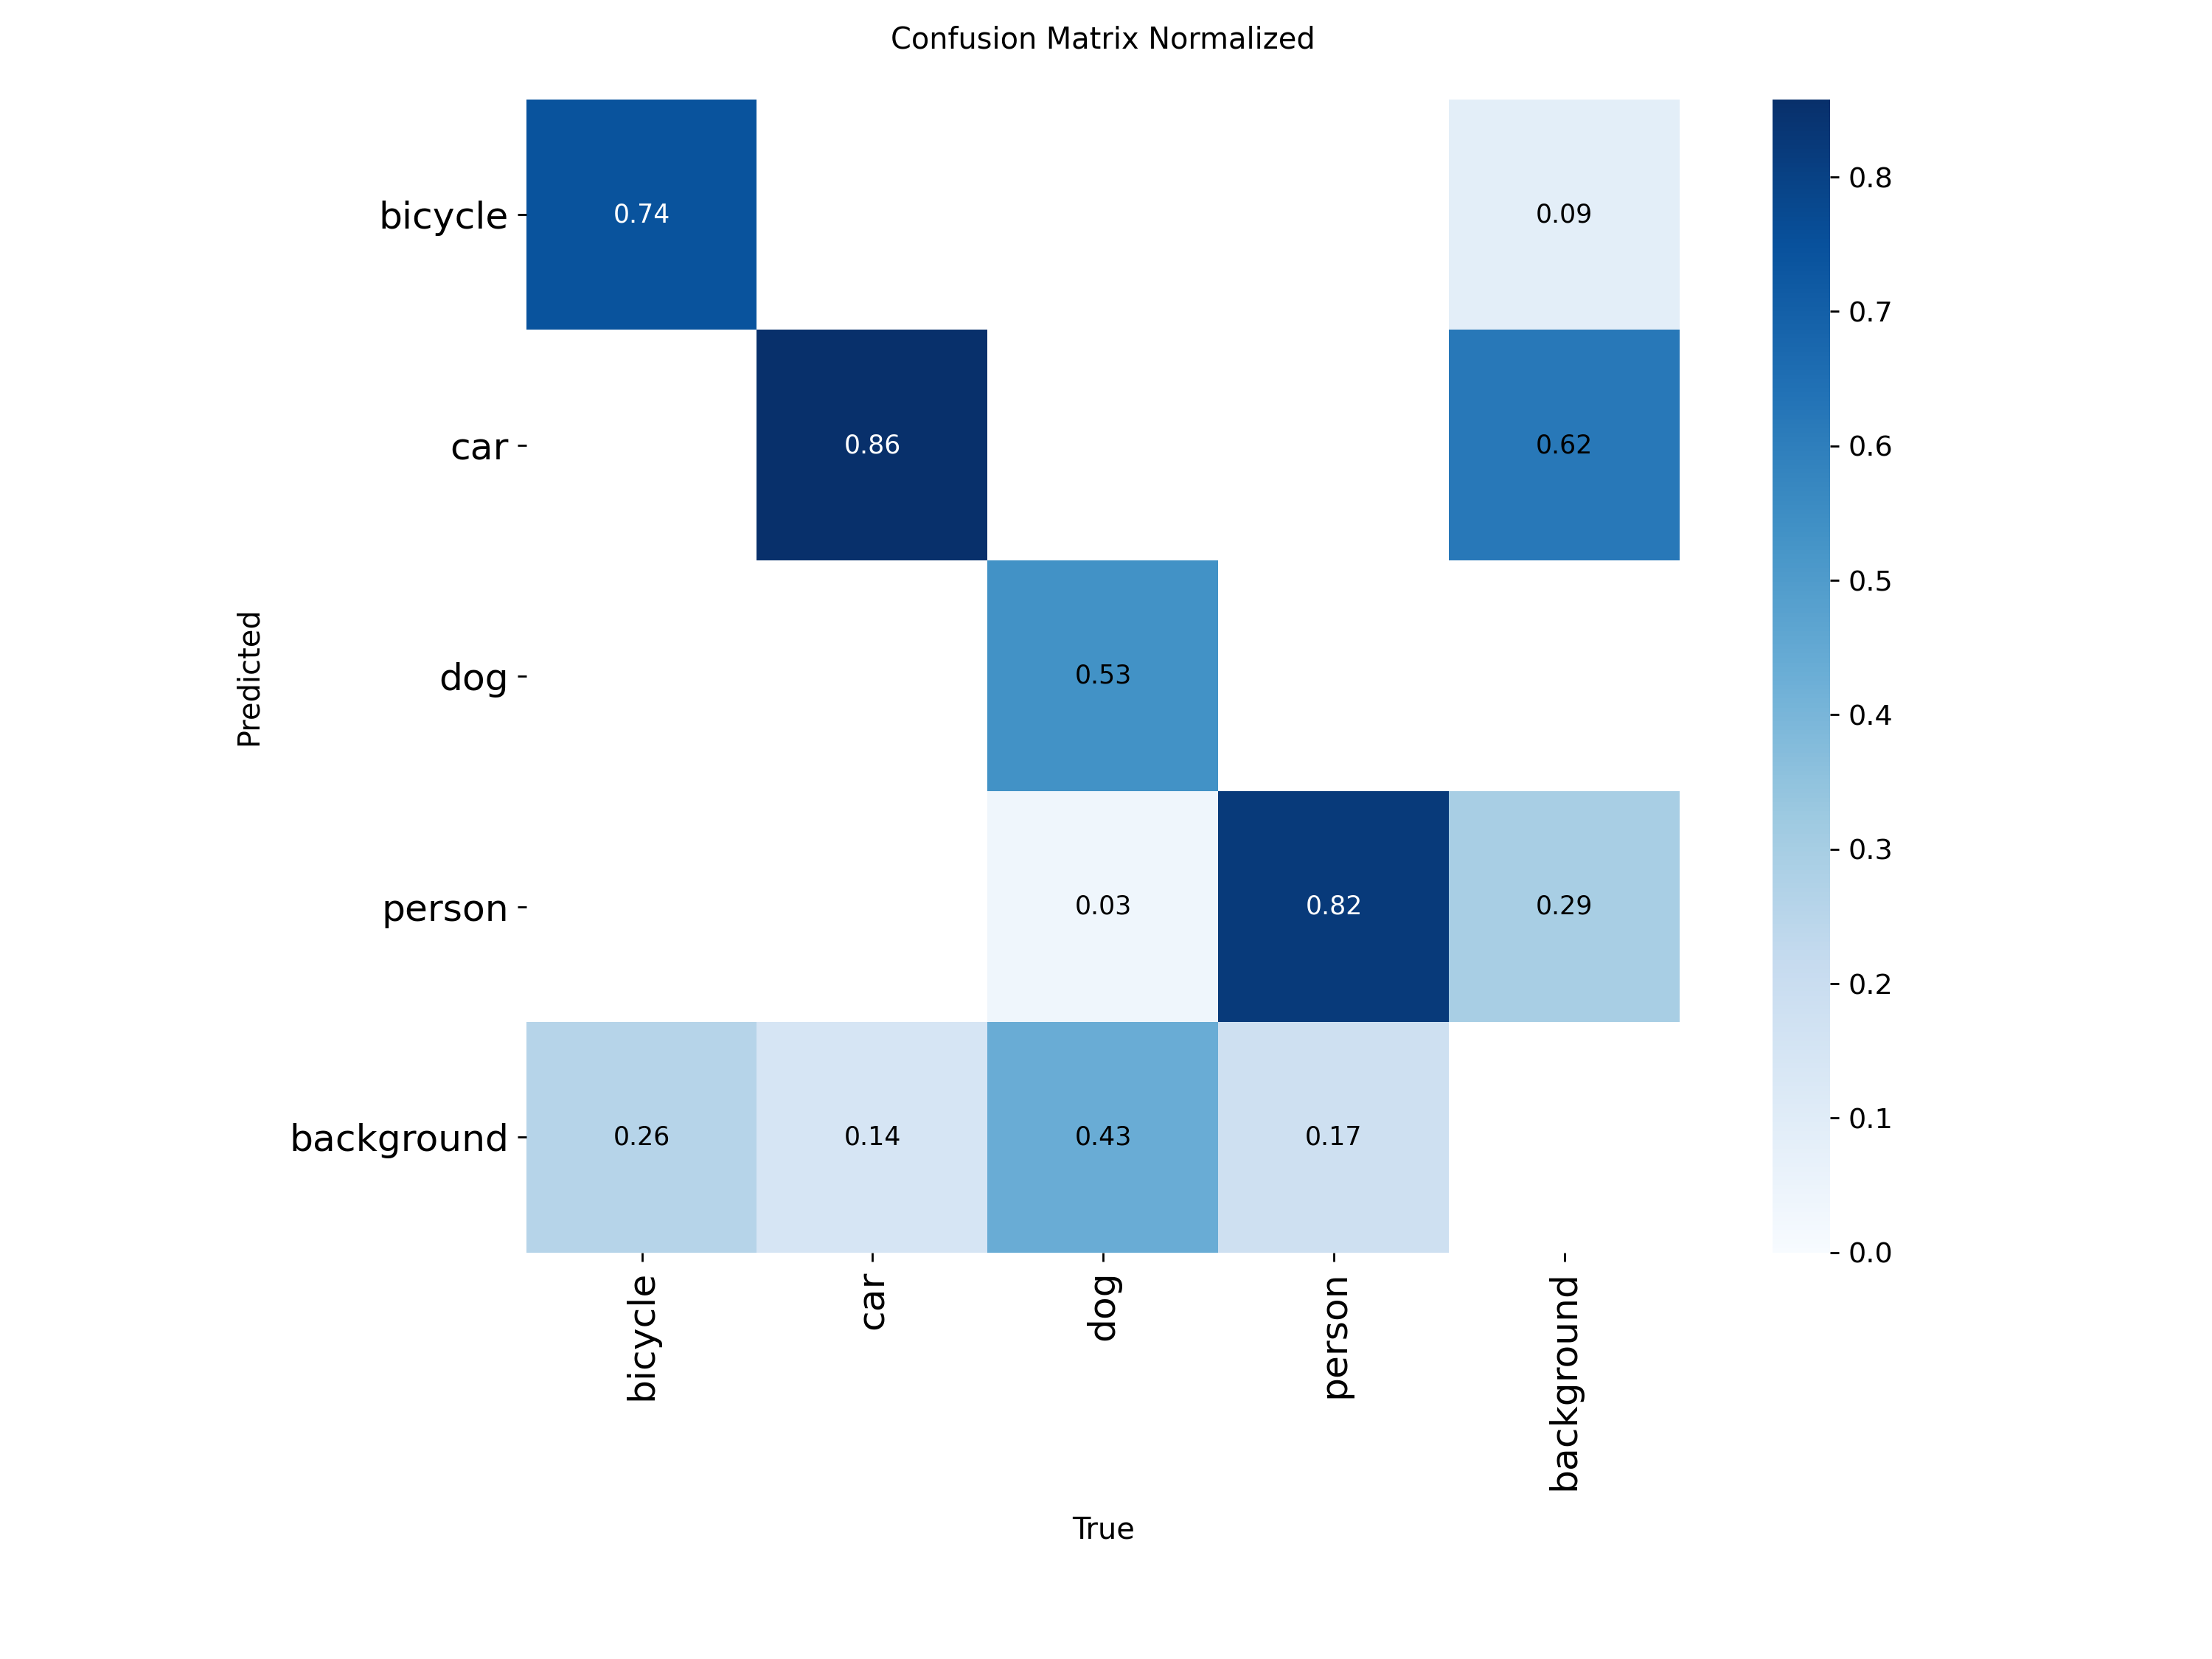 Confusion Matrix Normalized
bicycle
0.74
0.09
car
0.86
0.62
dog
0.53
person
0.03
0.82
0.29
background
0.26
0.14
0.43
0.17
Predicted
bicycle
car
dog
person
background
True
0.8
0.7
0.6
0.5
0.4
0.3
0.2
0.1
0.0